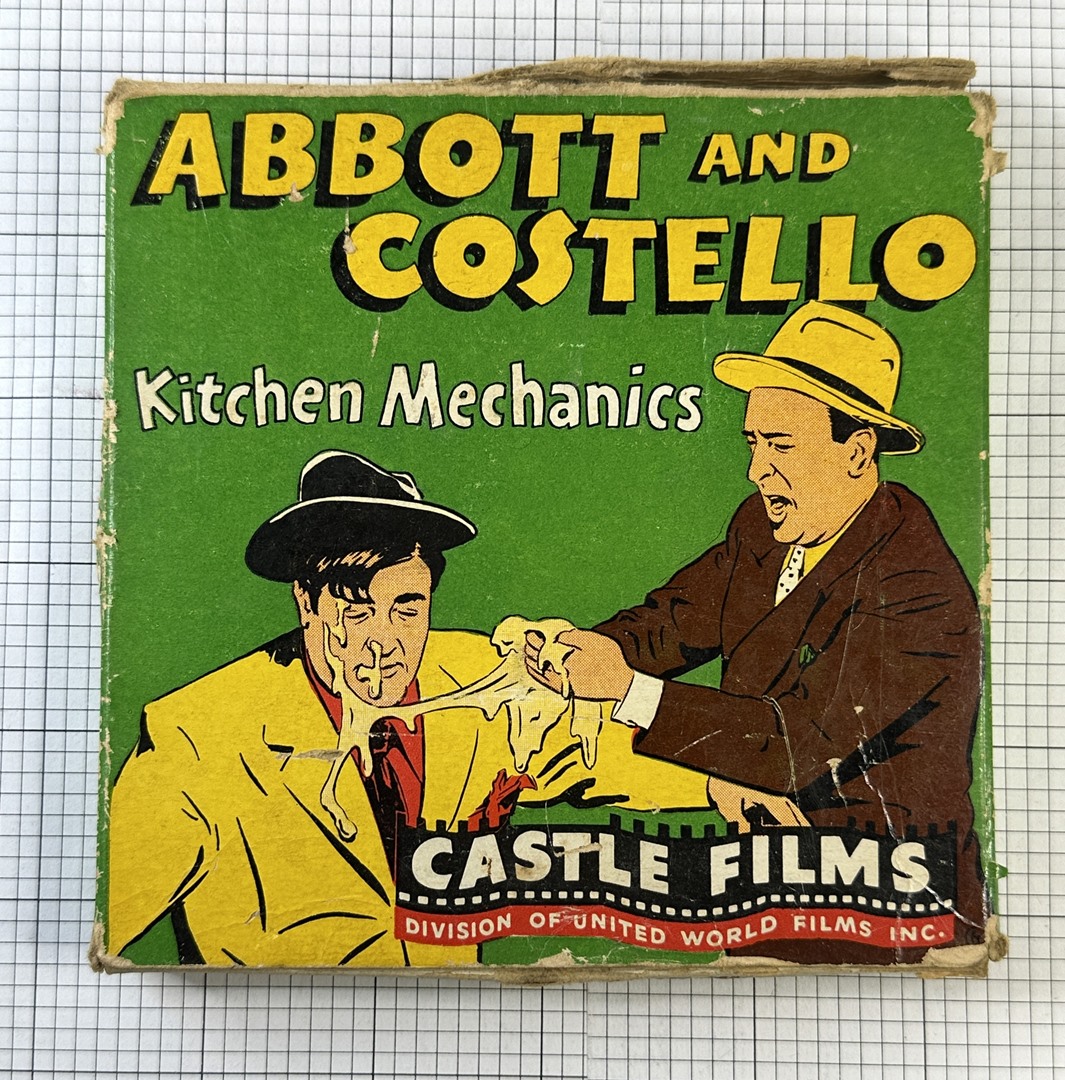 ABBOTT AND
COSTELLO
Kitchen Mechanics
CASTLE FILMS
DIVISION OF UNITED WORLD FILMS INC.